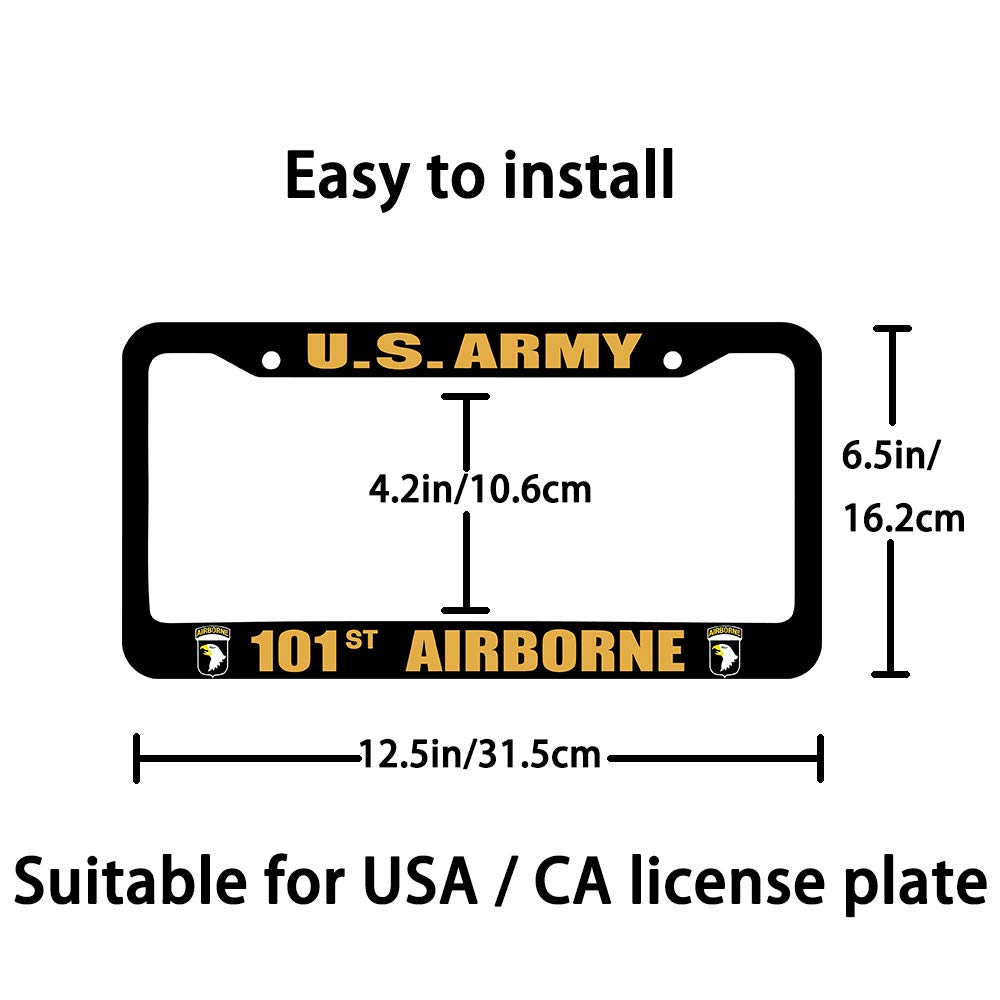 Easy to install
U.S. ARMY
4.2in/10.6cm
6.5in/
16.2cm
AIRBORNE
101ST AIRBORNE
AIRBORNE
12.5in/31.5cm
Suitable for USA / CA license plate